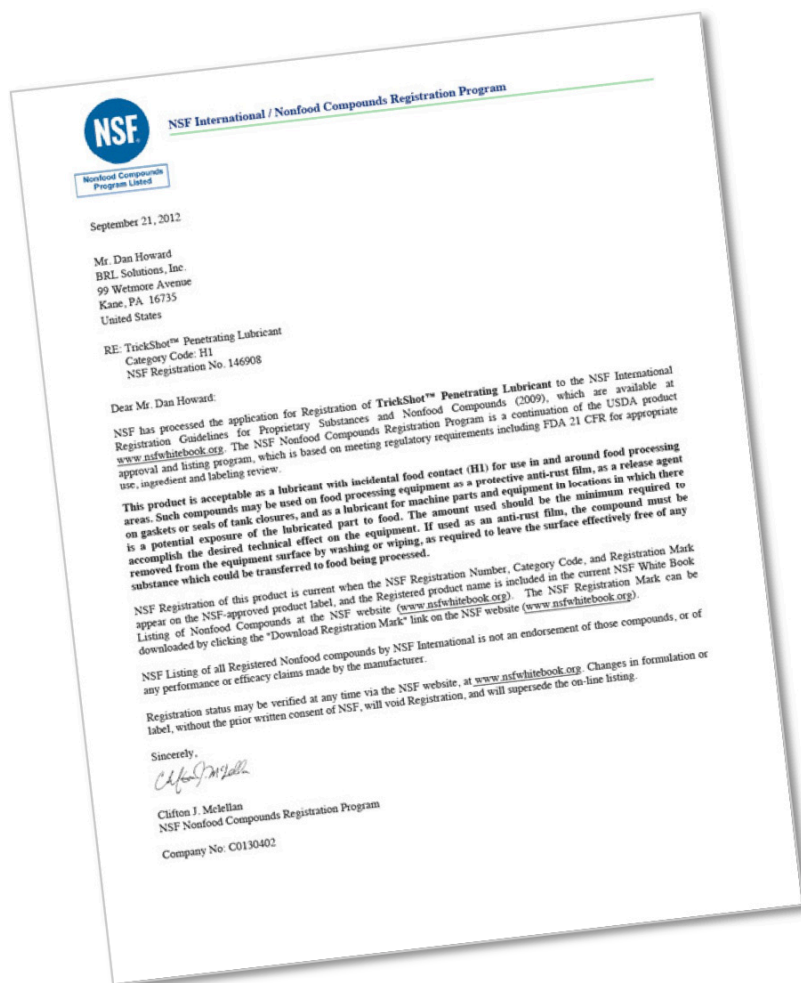 NSF
Nonfood Compounds
Program Listed
NSF International / Nonfood Compounds Registration Program
September 21, 2012
Mr. Dan Howard
BRL Solutions, Inc.
99 Wetmore Avenue
Kane, PA 16735
United States
RE: TrickShot™ Penetrating Lubricant
Category Code: H1
NSF Registration No. 146908
Dear Mr. Dan Howard:
NSF has processed the application for Registration of TrickShot™ Penetrating Lubricant to the NSF International
Registration Guidelines for Proprietary Substances and Nonfood Compounds (2009), which are available at
www.nsfwhitebook.org. The NSF Nonfood Compounds Registration Program is a continuation of the USDA product
approval and listing program, which is based on meeting regulatory requirements including FDA 21 CFR for appropriate
use, ingredient and labeling review.
This product is acceptable as a lubricant with incidental food contact (H1) for use in and around food processing
areas. Such compounds may be used on food processing equipment as a protective anti-rust film, as a release agent
on gaskets or seals of tank closures, and as a lubricant for machine parts and equipment in locations in which there
is a potential exposure of the lubricated part to food. The amount used should be the minimum required to
accomplish the desired technical effect on the equipment. If used as an anti-rust film, the compound must be
removed from the equipment surface by washing or wiping, as required to leave the surface effectively free of any
substance which could be transferred to food being processed.
NSF Registration of this product is current when the NSF Registration Number, Category Code, and Registration Mark
appear on the NSF-approved product label, and the Registered product name is included in the current NSF White Book
Listing of Nonfood Compounds at the NSF website (www.nsfwhitebook.org). The NSF Registration Mark can be
downloaded by clicking the "Download Registration Mark" link on the NSF website (www.nsfwhitebook.org).
NSF Listing of all Registered Nonfood compounds by NSF International is not an endorsement of those compounds, or of
any performance or efficacy claims made by the manufacturer.
Registration status may be verified at any time via the NSF website, at www.nsfwhitebook.org. Changes in formulation or
label, without the prior written consent of NSF, will void Registration, and will supersede the on-line listing.
Sincerely,
Clifton J. Mclellan
Clifton J. Mclellan
NSF Nonfood Compounds Registration Program
Company No: C0130402